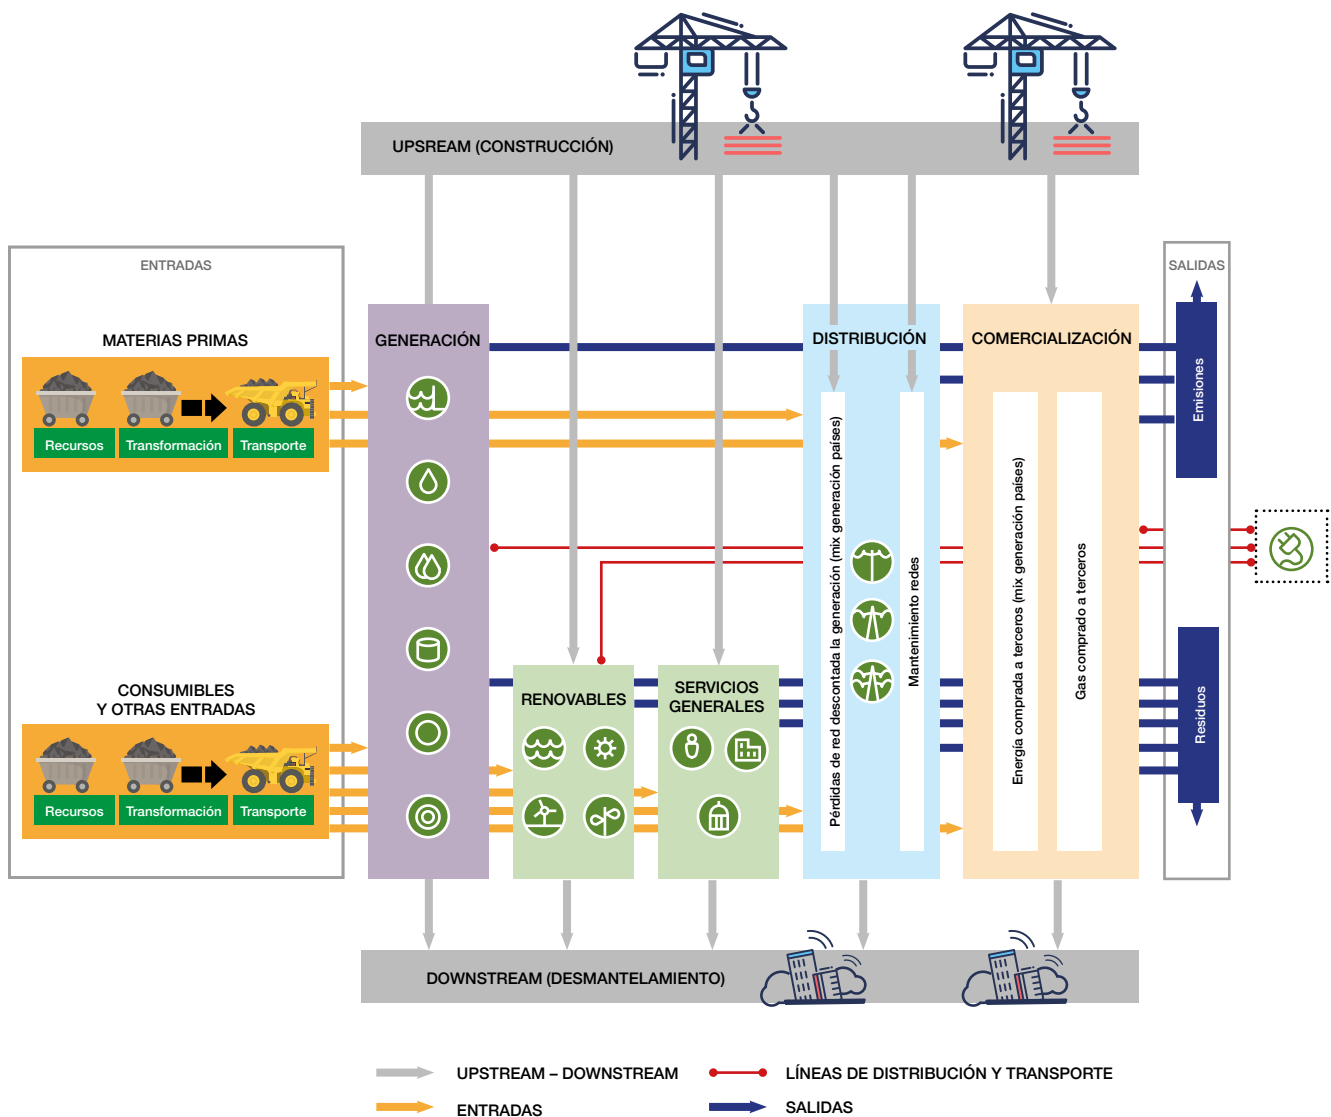 UPSREAM (CONSTRUCCIÓN)
ENTRADAS
SALIDAS
MATERIAS PRIMAS
Recursos
Transformación
Transporte
CONSUMIBLES
Y OTRAS ENTRADAS
Recursos
Transformación
Transporte
GENERACIÓN
RENOVABLES
SERVICIOS
GENERALES
DISTRIBUCIÓN
Pérdidas de red descontada la generación (mix generación países)
Mantenimiento redes
COMERCIALIZACIÓN
Energía comprada a terceros (mix generación países)
Gas comprado a terceros
Emisiones
Residuos
DOWNSTREAM (DESMANTELAMIENTO)
UPSTREAM – DOWNSTREAM
LÍNEAS DE DISTRIBUCIÓN Y TRANSPORTE
ENTRADAS
SALIDAS